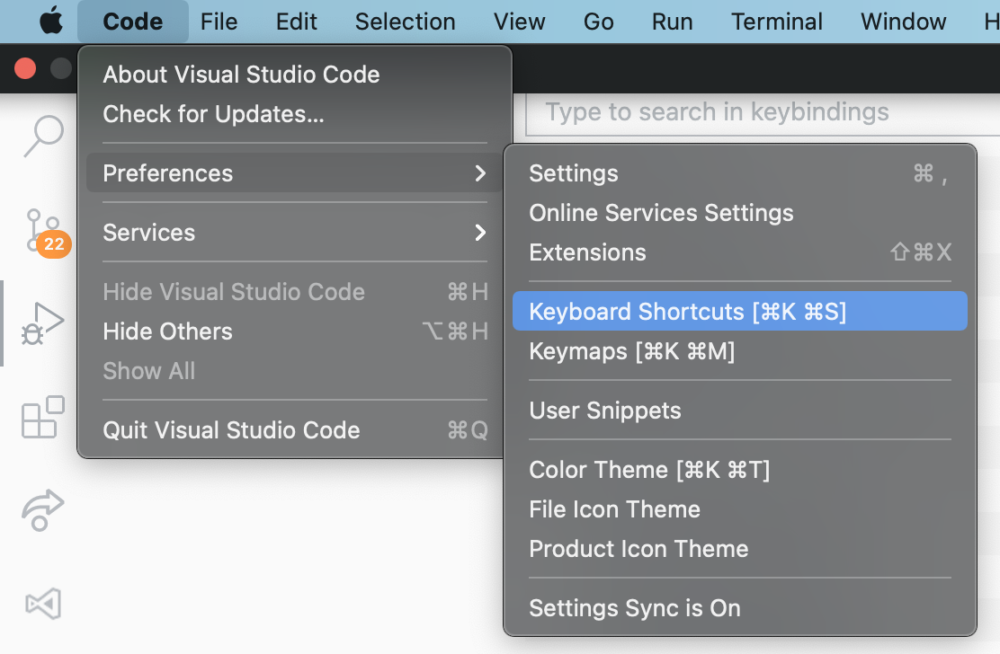 Code File Edit Selection View Go Run Terminal Window H
About Visual Studio Code
Check for Updates...
Type to search in keybindings
Preferences
Services
Hide Visual Studio Code ⌘H
Hide Others ⌥⌘H
Show All
Quit Visual Studio Code ⌘Q
Settings ⌘ ,
Online Services Settings
Extensions ⇧⌘X
Keyboard Shortcuts [⌘K ⌘S]
Keymaps [⌘K ⌘M]
User Snippets
Color Theme [⌘K ⌘T]
File Icon Theme
Product Icon Theme
Settings Sync is On
22